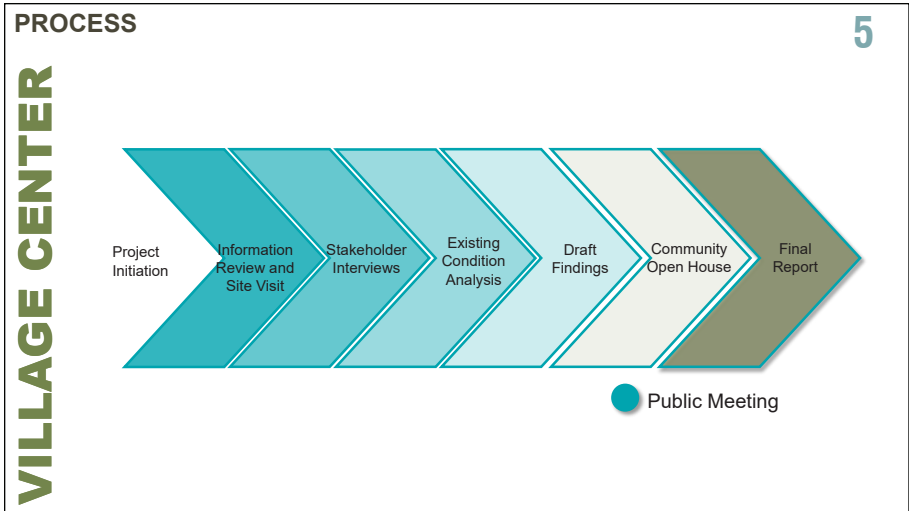 PROCESS
5
VILLAGE CENTER
Project
Initiation
Information
Review and
Site Visit
Stakeholder
Interviews
Existing
Condition
Analysis
Draft
Findings
Community
Open House
Final
Report
Public Meeting